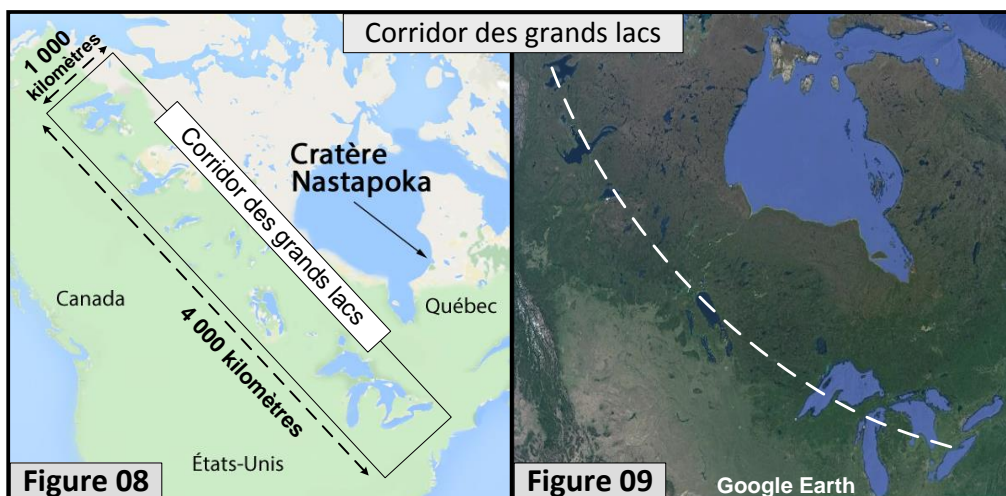 Corridor des grands lacs
1 000
kilomètres
Corridor des grands lacs
Cratère
Nastapoka
Canada
Québec
4 000 kilomètres
États-Unis
Figure 08
Figure 09
Google Earth